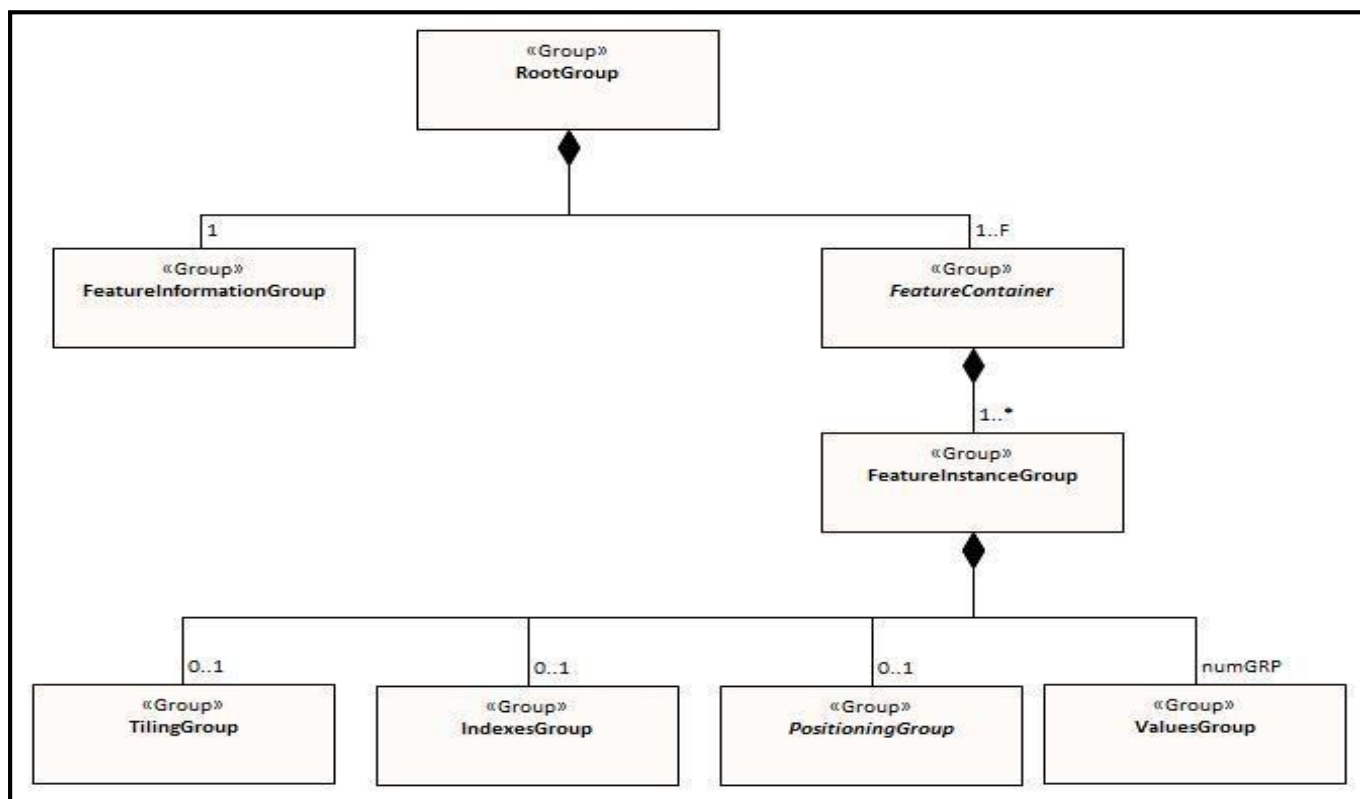 «Group»
RootGroup
1
1..F
«Group»
FeatureInformationGroup
«Group»
FeatureContainer
1..*
«Group»
FeatureInstanceGroup
0..1
0..1
0..1
numGRP
«Group»
TilingGroup
«Group»
IndexesGroup
«Group»
PositioningGroup
«Group»
ValuesGroup